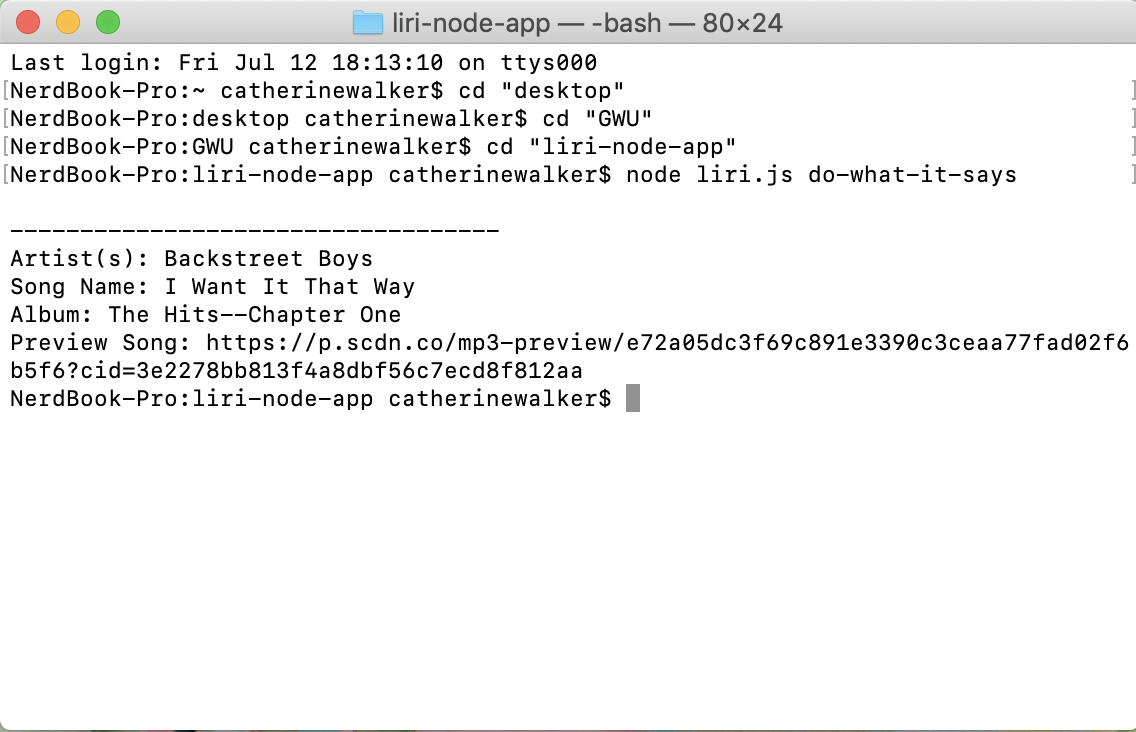 liri-node-app — -bash — 80×24
Last login: Fri Jul 12 18:13:10 on ttys000
[NerdBook-Pro:~ catherinewalker$ cd "desktop" ]
[NerdBook-Pro:desktop catherinewalker$ cd "GWU" ]
[NerdBook-Pro:GWU catherinewalker$ cd "liri-node-app" ]
[NerdBook-Pro:liri-node-app catherinewalker$ node liri.js do-what-it-says ]
-----------------------------------
Artist(s): Backstreet Boys
Song Name: I Want It That Way
Album: The Hits--Chapter One
Preview Song: https://p.scdn.co/mp3-preview/e72a05dc3f69c891e3390c3ceaa77fad02f6
b5f6?cid=3e2278bb813f4a8dbf56c7ecd8f812aa
NerdBook-Pro:liri-node-app catherinewalker$